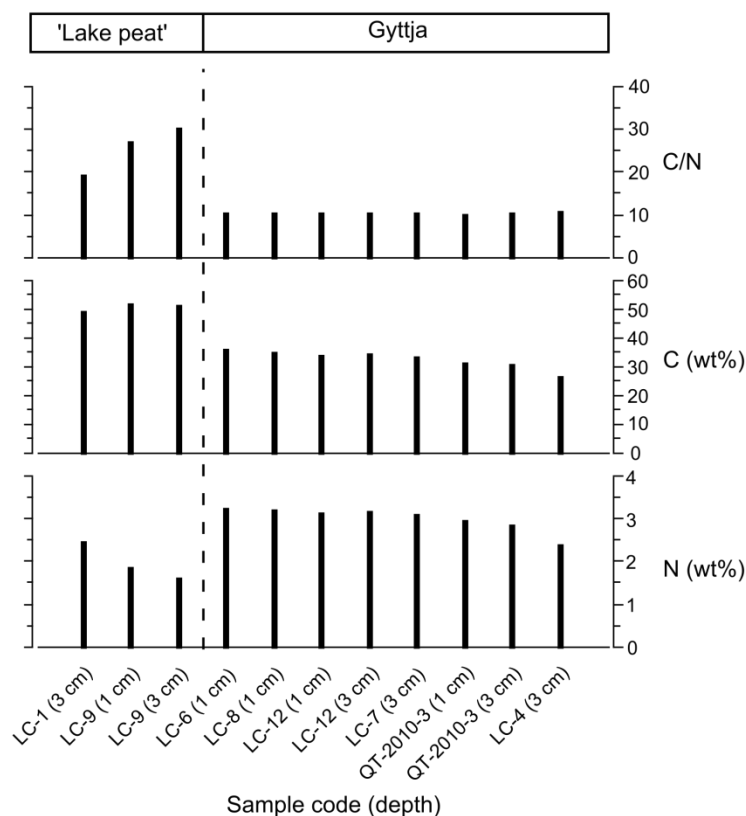 'Lake peat'
Gyttja
40
30
20
10
0
C/N
60
50
40
30
20
10
0
C (wt%)
4
3
2
1
0
N (wt%)
LC-1 (3 cm)
LC-9 (1 cm)
LC-9 (3 cm)
LC-6 (1 cm)
LC-8 (1 cm)
LC-12 (1 cm)
LC-12 (3 cm)
LC-7 (3 cm)
QT-2010-3 (1 cm)
QT-2010-3 (3 cm)
LC-4 (3 cm)
Sample code (depth)